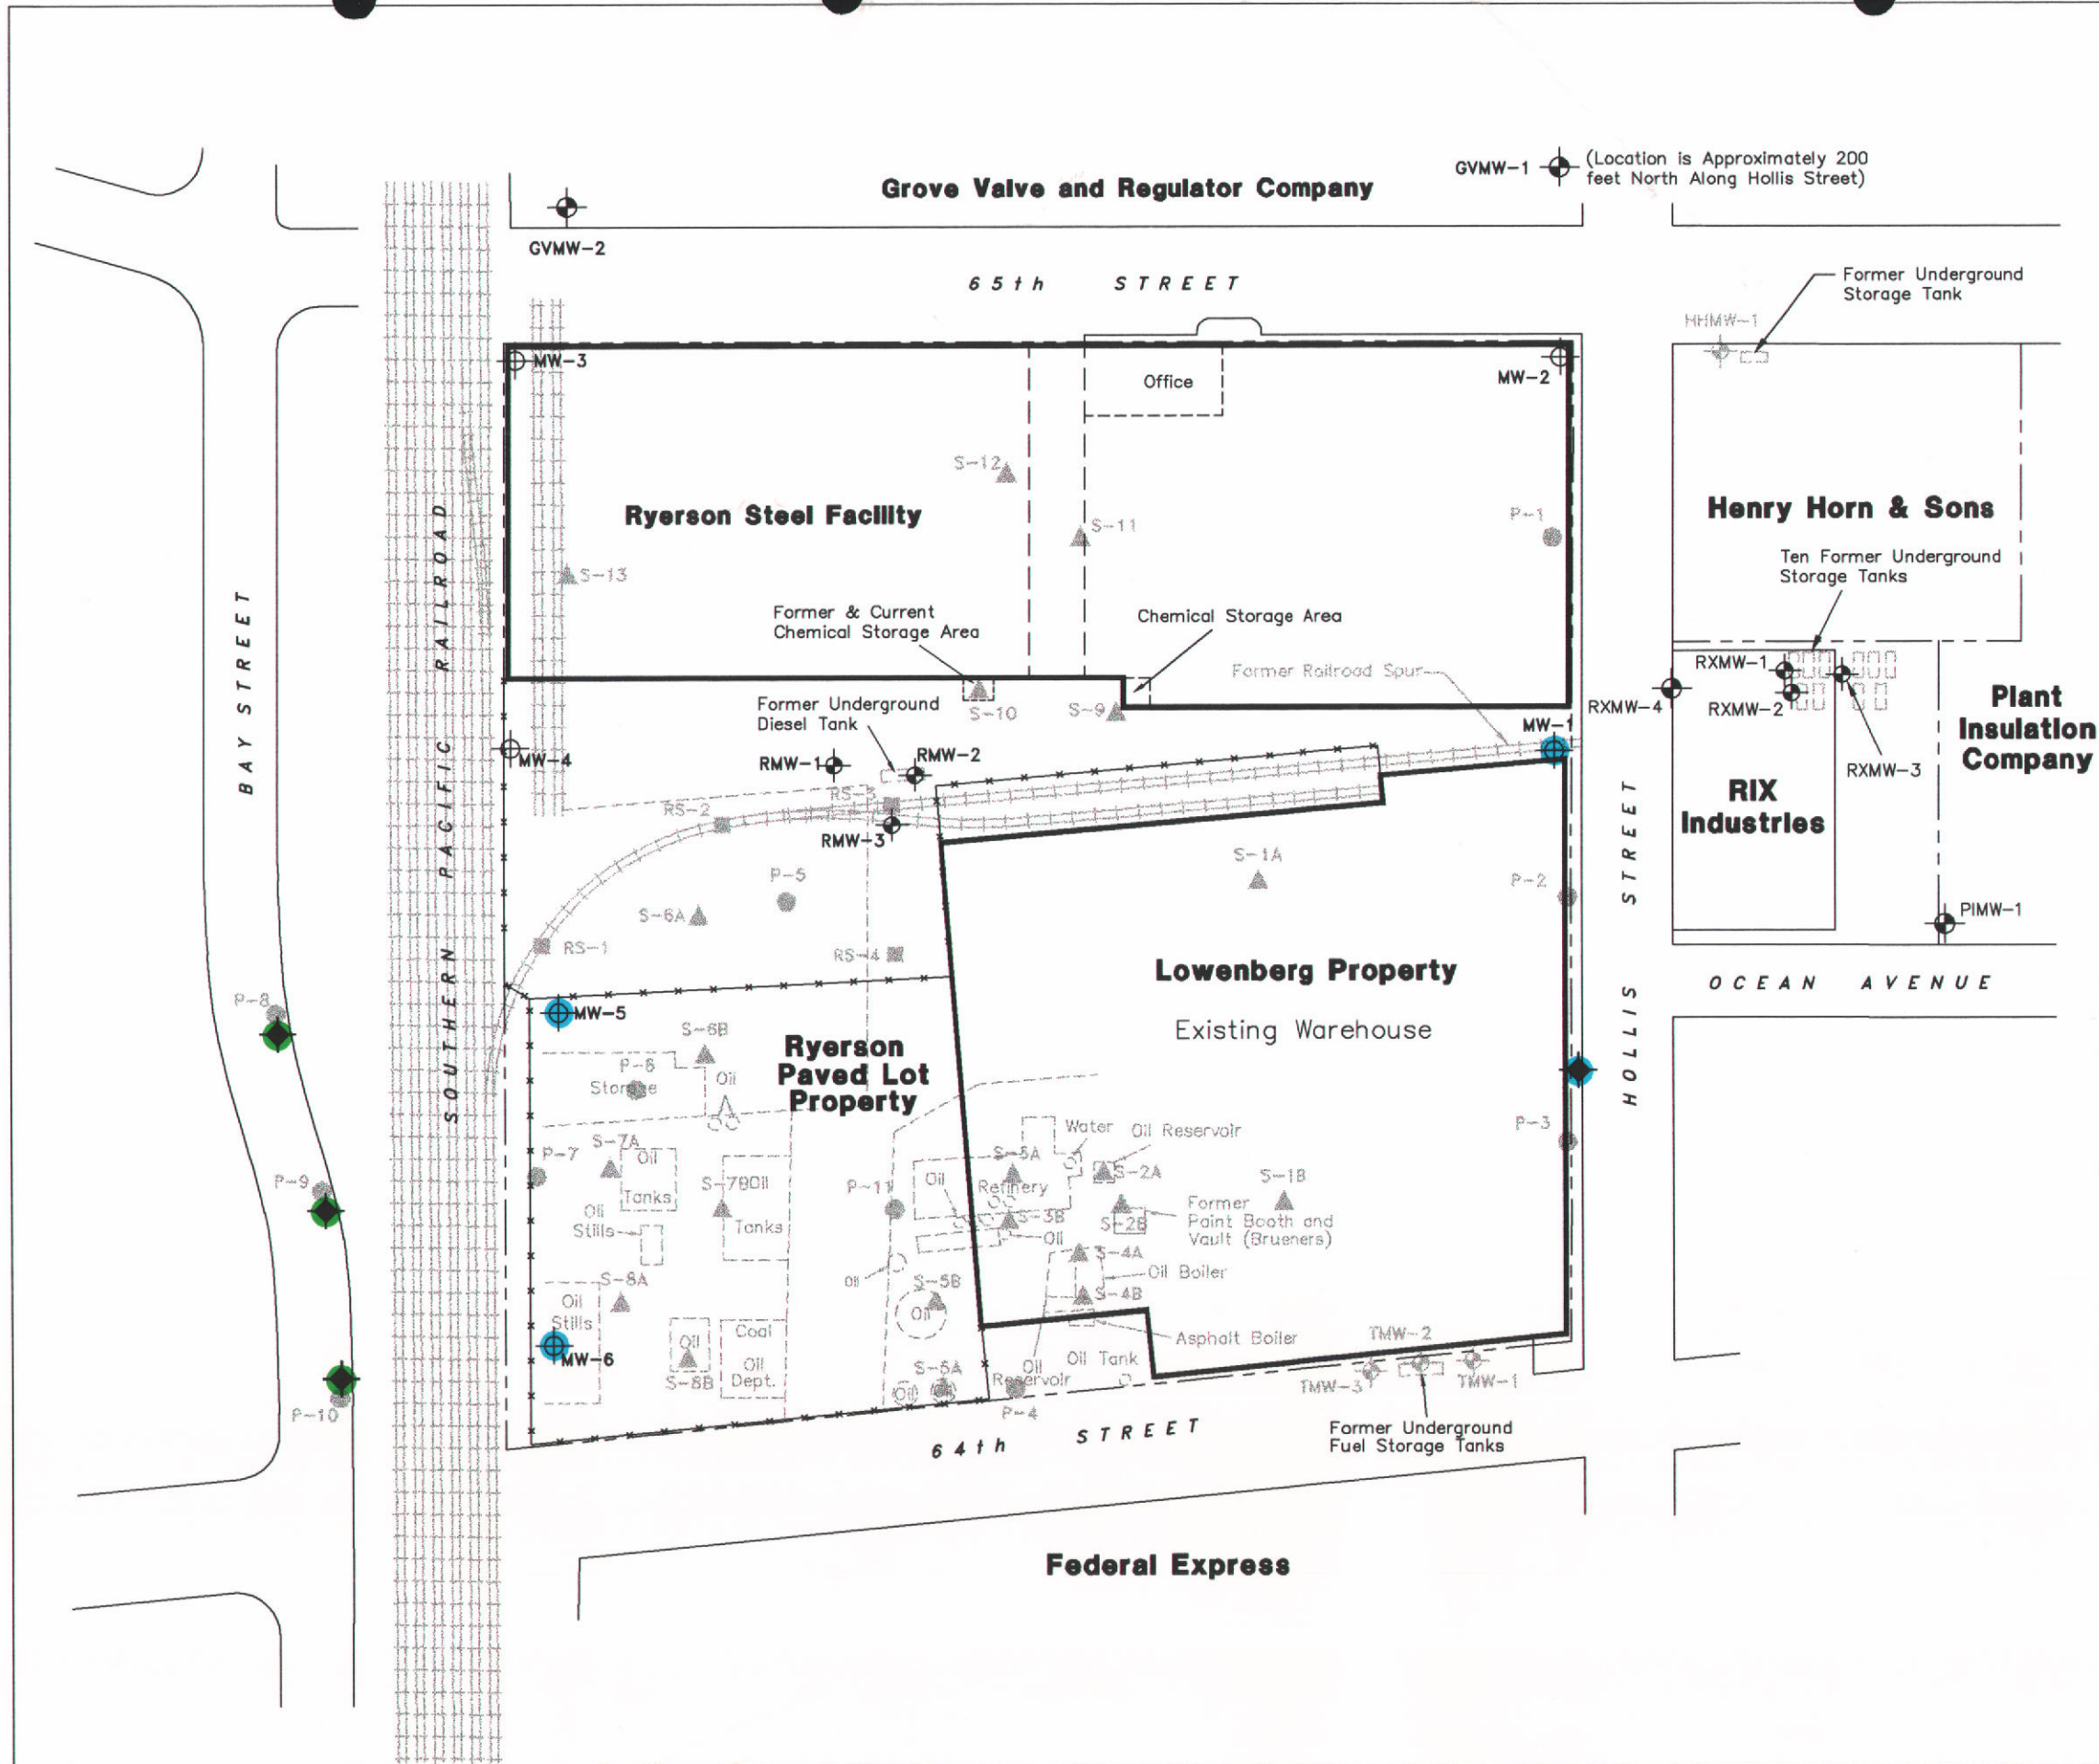 GVMW-1
(Location is Approximately 200
feet North Along Hollis Street)
Grove Valve and Regulator Company
GVMW-2
65th STREET
Former Underground
Storage Tank
HHMW-1
MW-3
Office
MW-2
S-12
Ryerson Steel Facility
S-11
P-1
Henry Horn & Sons
S-13
Ten Former Underground
Storage Tanks
Former & Current
Chemical Storage Area
Chemical Storage Area
Former Railroad Spur
RXMW-1
RXMW-4
RXMW-2
RXMW-3
Plant
Insulation
Company
RIX
Industries
S-10
S-9
Former Underground
Diesel Tank
MW-1
MW-4
RMW-1
RMW-2
RS-3
RS-2
RMW-3
BAY STREET
SOUTHERN PACIFIC RAILROAD
HOLLIS STREET
S-1A
P-5
P-2
S-6A
PIMW-1
RS-1
RS-4
Lowenberg Property
Existing Warehouse
OCEAN AVENUE
P-8
MW-5
S-6B
Ryerson
Paved Lot
Property
P-6
Storage
Oil
Water
Oil Reservoir
P-3
S-7A
P-7
Oil
Tanks
S-7B
Oil
Tanks
P-11
Oil
S-5A
Refinery
S-2A
S-1B
P-9
Oil
Stills
S-3B
Oil
S-2B
Former
Paint Booth and
Vault (Brueners)
S-4A
Oil
Oil Boiler
S-8A
S-5B
Oil
S-4B
Oil
Stills
MW-6
Oil
S-8B
Coal
Oil
Dept.
Asphalt Boiler
TMW-2
Oil Tank
Oil
Reservoir
S-6A
Oil
P-4
TMW-3
TMW-1
P-10
64th STREET
Former Underground
Fuel Storage Tanks
Federal Express